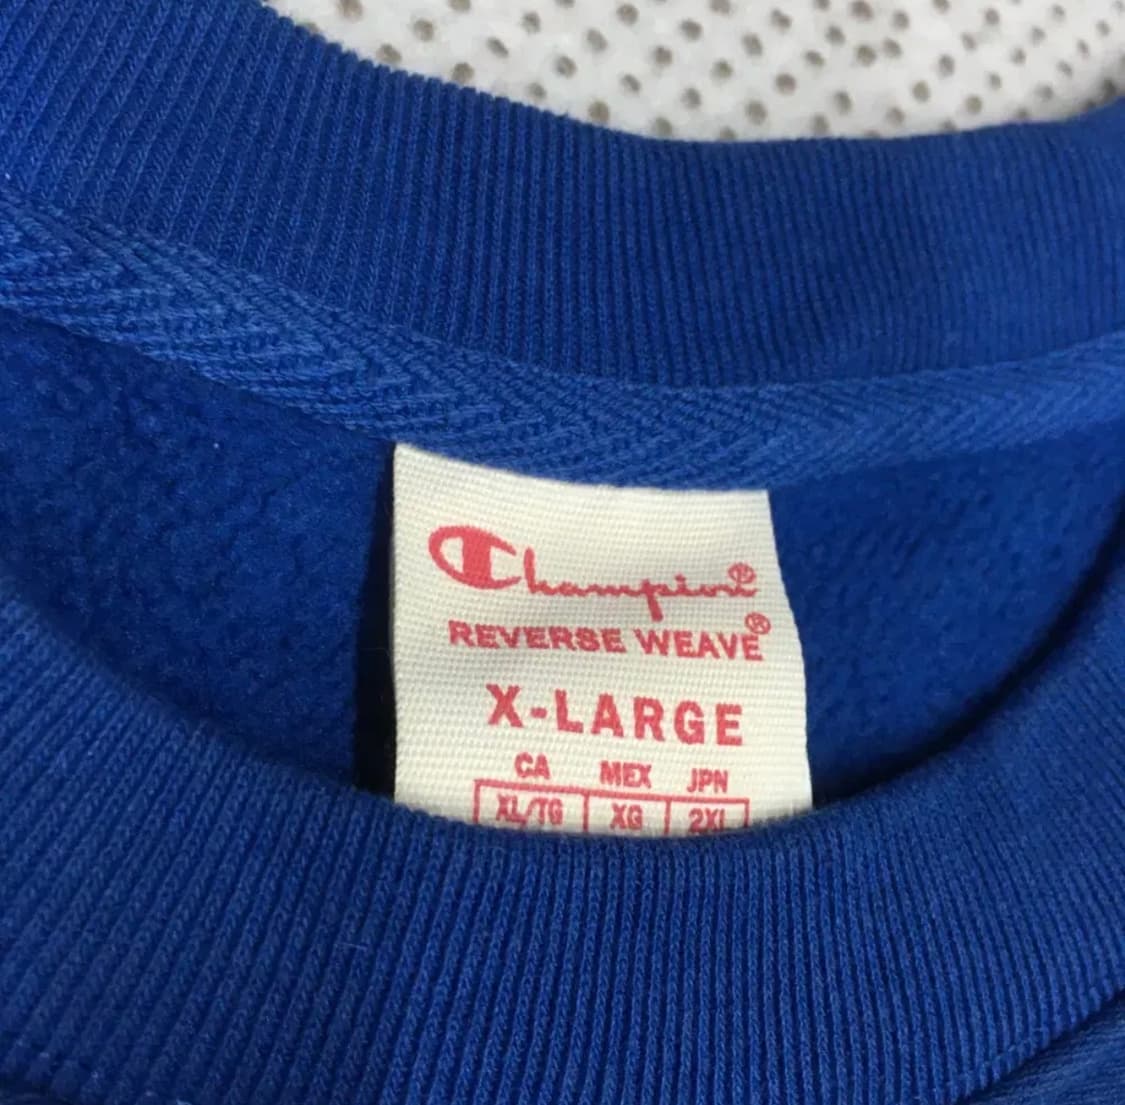 Champion®
REVERSE WEAVE®
X-LARGE
CA MEX JPN
XL/TG XG 2XL